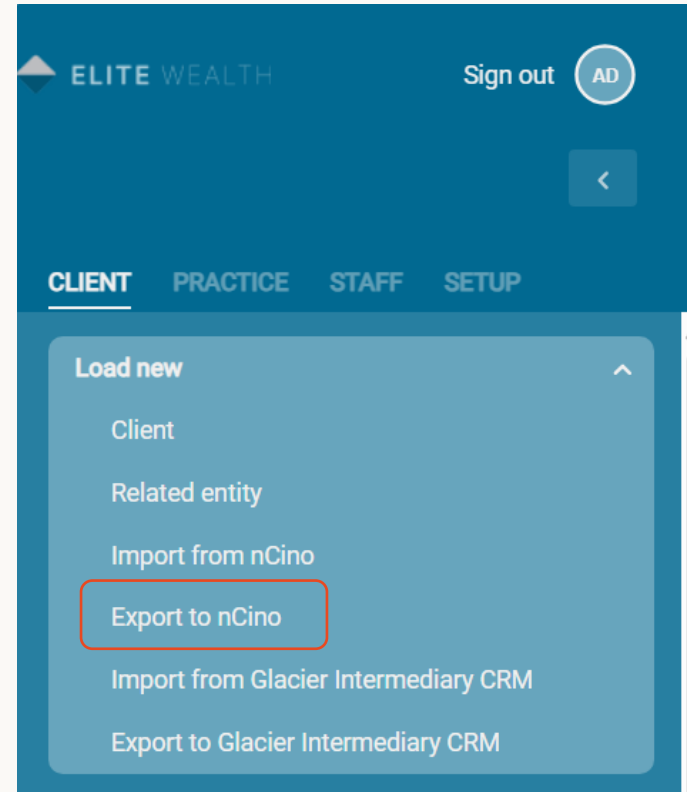 ELITE WEALTH
Sign out
AD
CLIENT PRACTICE STAFF SETUP
Load new
Client
Related entity
Import from nCino
Export to nCino
Import from Glacier Intermediary CRM
Export to Glacier Intermediary CRM